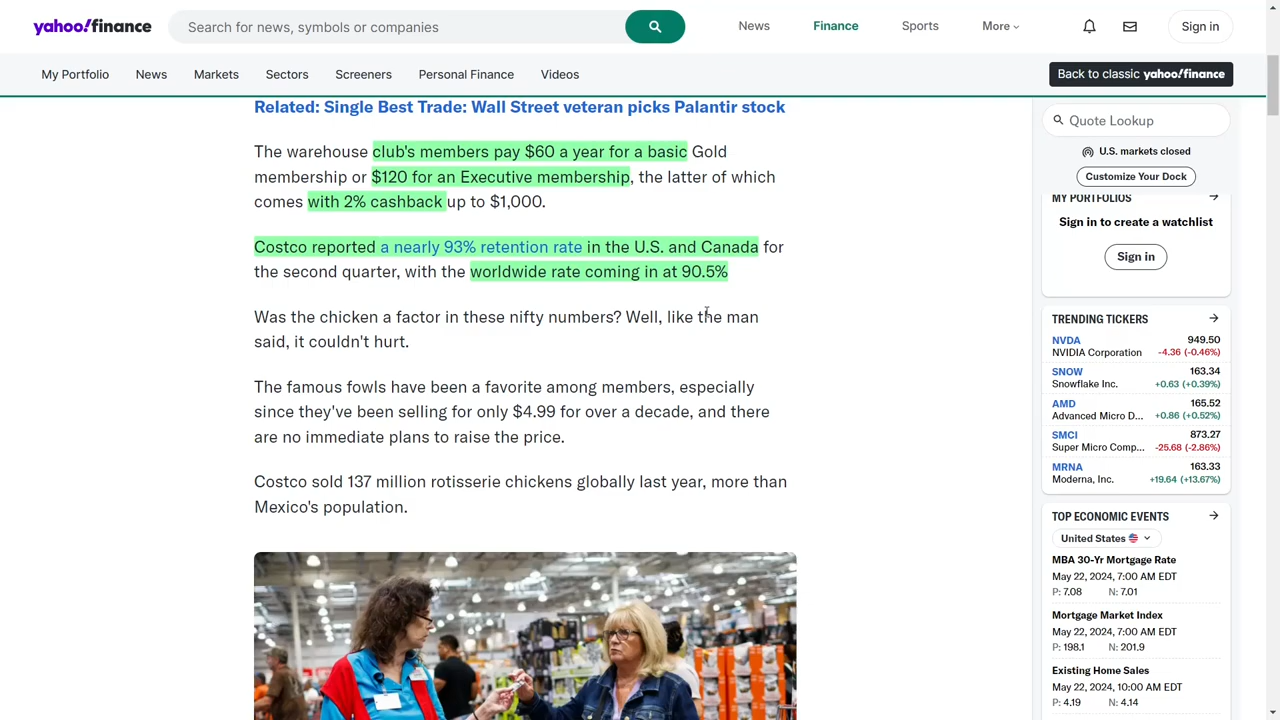 yahoo!finance
Search for news, symbols or companies
News
Finance
Sports
More
Sign in
My Portfolio
News
Markets
Sectors
Screeners
Personal Finance
Videos
Back to classic yahoo!finance
Related: Single Best Trade: Wall Street veteran picks Palantir stock
The warehouse club's members pay $60 a year for a basic Gold
membership or $120 for an Executive membership, the latter of which
comes with 2% cashback up to $1,000.
Costco reported a nearly 93% retention rate in the U.S. and Canada for
the second quarter, with the worldwide rate coming in at 90.5%
Was the chicken a factor in these nifty numbers? Well, like the man
said, it couldn't hurt.
The famous fowls have been a favorite among members, especially
since they've been selling for only $4.99 for over a decade, and there
are no immediate plans to raise the price.
Costco sold 137 million rotisserie chickens globally last year, more than
Mexico's population.
Quote Lookup
U.S. markets closed
Customize Your Dock
MY PORTFOLIOS
Sign in to create a watchlist
Sign in
TRENDING TICKERS
NVDA 949.50
NVIDIA Corporation -4.36 (-0.46%)
SNOW 163.34
Snowflake Inc. +0.63 (+0.39%)
AMD 165.52
Advanced Micro D... +0.86 (+0.52%)
SMCI 873.27
Super Micro Comp... -25.68 (-2.86%)
MRNA 163.33
Moderna, Inc. +19.64 (+13.67%)
TOP ECONOMIC EVENTS
United States
MBA 30-Yr Mortgage Rate
May 22, 2024, 7:00 AM EDT
P: 7.08 N: 7.01
Mortgage Market Index
May 22, 2024, 7:00 AM EDT
P: 198.1 N: 201.9
Existing Home Sales
May 22, 2024, 10:00 AM EDT
P: 4.19 N: 4.14